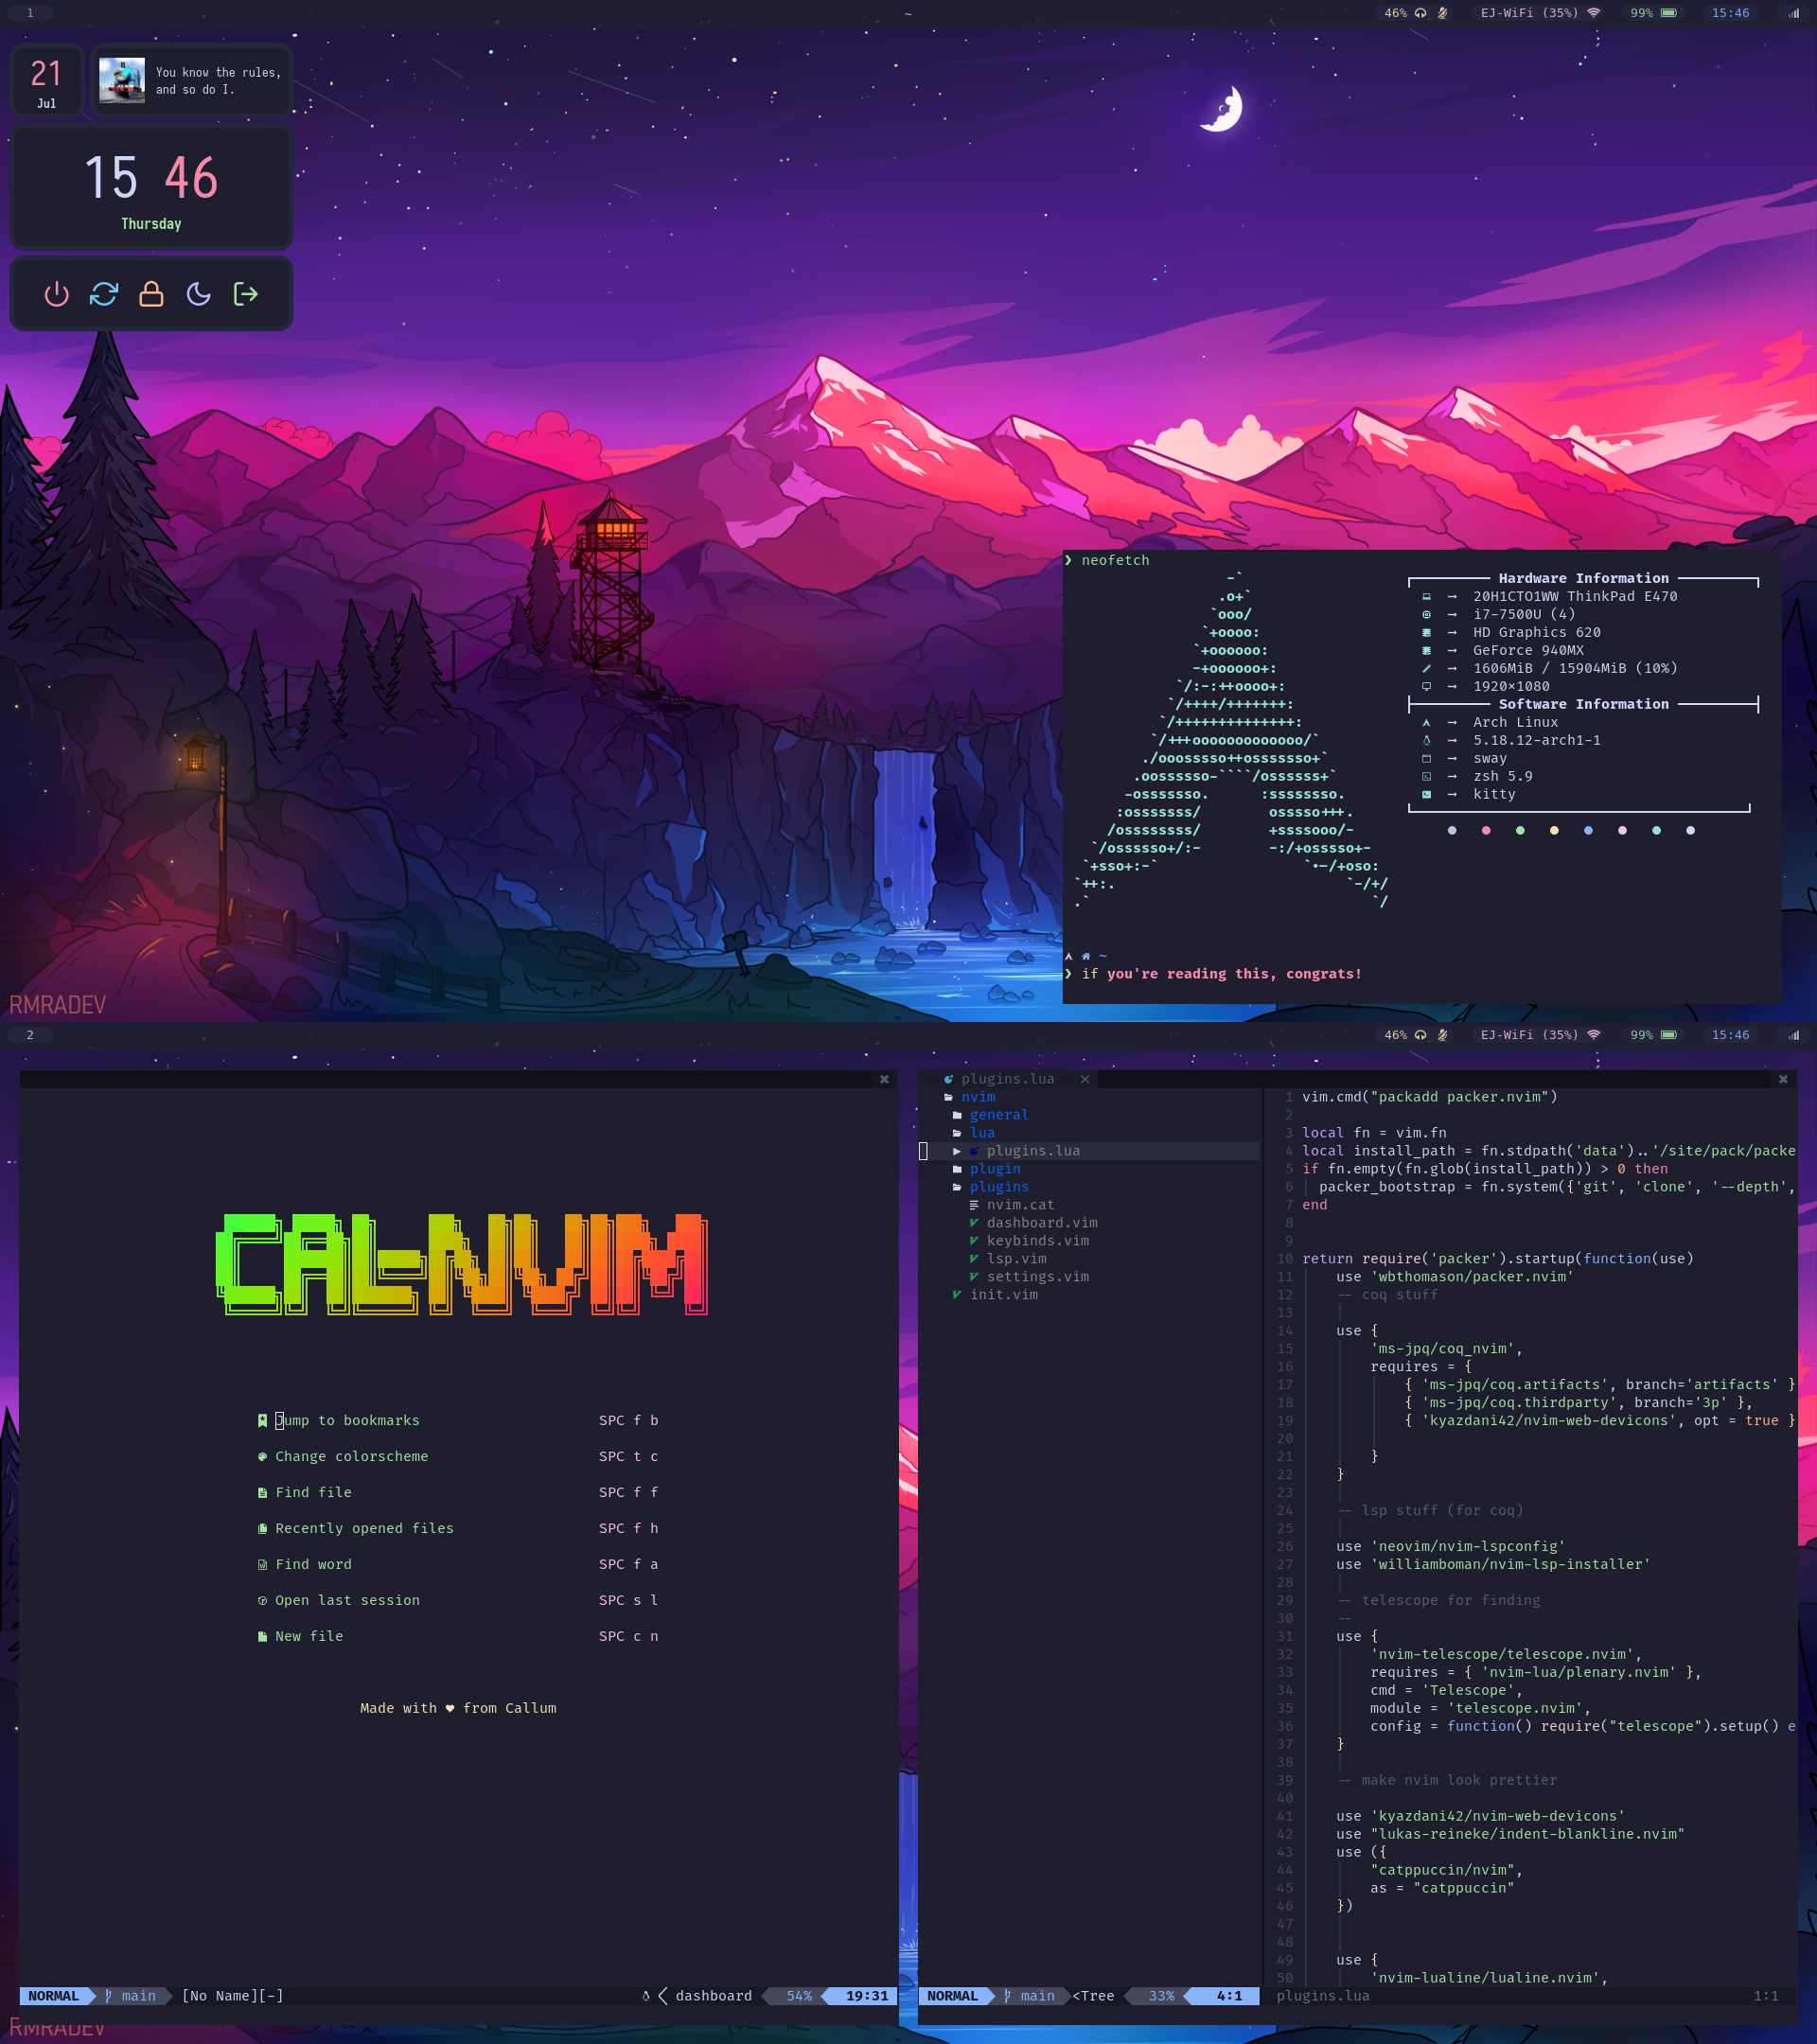 1
~
46%
EJ-WiFi (35%)
99%
15:46
21
Jul
You know the rules,
and so do I.
15 46
Thursday
❯ neofetch
-`
.o+`
`ooo/
`+oooo:
`+oooooo:
-+oooooo+:
`/:-:++oooo+:
`/++++/+++++++:
`/++++++++++++++:
`/+++ooooooooooooo/`
./ooosssso++osssssso+`
.oossssso-````/ossssss+`
-osssssso. :ssssssso.
:osssssss/ osssso+++.
/ossssssss/ +ssssooo/-
`/ossssso+/:- -:/+osssso+-
`+sso+:-` `.-/+oso:
`++:. `-/+/
.` `/
Hardware Information
→ 20H1CTO1WW ThinkPad E470
→ i7-7500U (4)
→ HD Graphics 620
→ GeForce 940MX
→ 1606MiB / 15904MiB (10%)
→ 1920×1080
Software Information
→ Arch Linux
→ 5.18.12-arch1-1
→ sway
→ zsh 5.9
→ kitty
~
❯ if you're reading this, congrats!
RMRADEV
2
46%
EJ-WiFi (35%)
99%
15:46
CAL-NVIM
Jump to bookmarks SPC f b
Change colorscheme SPC t c
Find file SPC f f
Recently opened files SPC f h
Find word SPC f a
Open last session SPC s l
New file SPC c n
Made with ♥ from Callum
NORMAL main [No Name][-] dashboard 54% 19:31
plugins.lua
nvim
general
lua
plugins.lua
plugin
plugins
nvim.cat
dashboard.vim
keybinds.vim
lsp.vim
settings.vim
init.vim
1 vim.cmd("packadd packer.nvim")
2
3 local fn = vim.fn
4 local install_path = fn.stdpath('data')..'/site/pack/packe
5 if fn.empty(fn.glob(install_path)) > 0 then
6 packer_bootstrap = fn.system({'git', 'clone', '--depth',
7 end
8
9
10 return require('packer').startup(function(use)
11 use 'wbthomason/packer.nvim'
12 -- coq stuff
13
14 use {
15 'ms-jpq/coq_nvim',
16 requires = {
17 { 'ms-jpq/coq.artifacts', branch='artifacts' }
18 { 'ms-jpq/coq.thirdparty', branch='3p' },
19 { 'kyazdani42/nvim-web-devicons', opt = true }
20
21 }
22 }
23
24 -- lsp stuff (for coq)
25
26 use 'neovim/nvim-lspconfig'
27 use 'williamboman/nvim-lsp-installer'
28
29 -- telescope for finding
30 --
31 use {
32 'nvim-telescope/telescope.nvim',
33 requires = { 'nvim-lua/plenary.nvim' },
34 cmd = 'Telescope',
35 module = 'telescope.nvim',
36 config = function() require("telescope").setup() e
37 }
38
39 -- make nvim look prettier
40
41 use 'kyazdani42/nvim-web-devicons'
42 use "lukas-reineke/indent-blankline.nvim"
43 use ({
44 "catppuccin/nvim",
45 as = "catppuccin"
46 })
47
48
49 use {
50 'nvim-lualine/lualine.nvim',
NORMAL main <Tree 33% 4:1
plugins.lua 1:1
RMRADEV